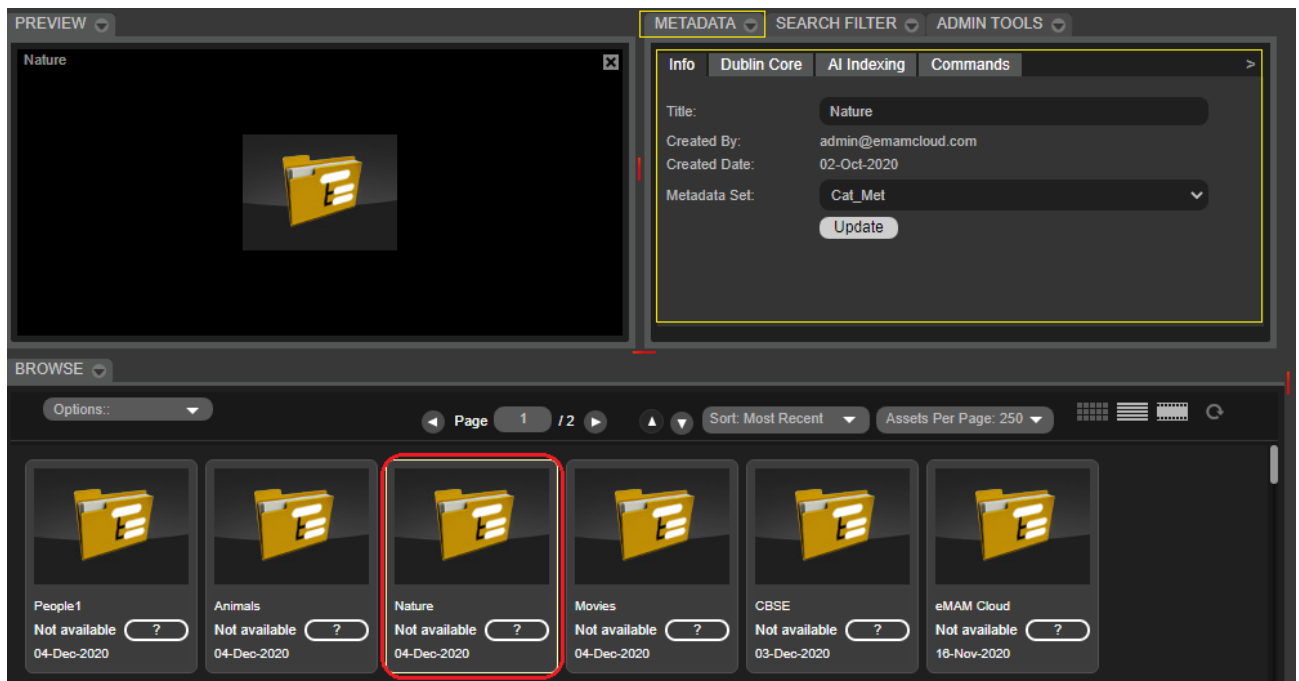 PREVIEW
METADATA SEARCH FILTER ADMIN TOOLS
Nature
Info Dublin Core AI Indexing Commands >
Title: Nature
Created By: admin@emamcloud.com
Created Date: 02-Oct-2020
Metadata Set: Cat_Met
Update
BROWSE
Options::
Page 1 / 2
Sort: Most Recent
Assets Per Page: 250
People1
Not available ?
04-Dec-2020
Animals
Not available ?
04-Dec-2020
Nature
Not available ?
04-Dec-2020
Movies
Not available ?
04-Dec-2020
CBSE
Not available ?
03-Dec-2020
eMAM Cloud
Not available ?
16-Nov-2020